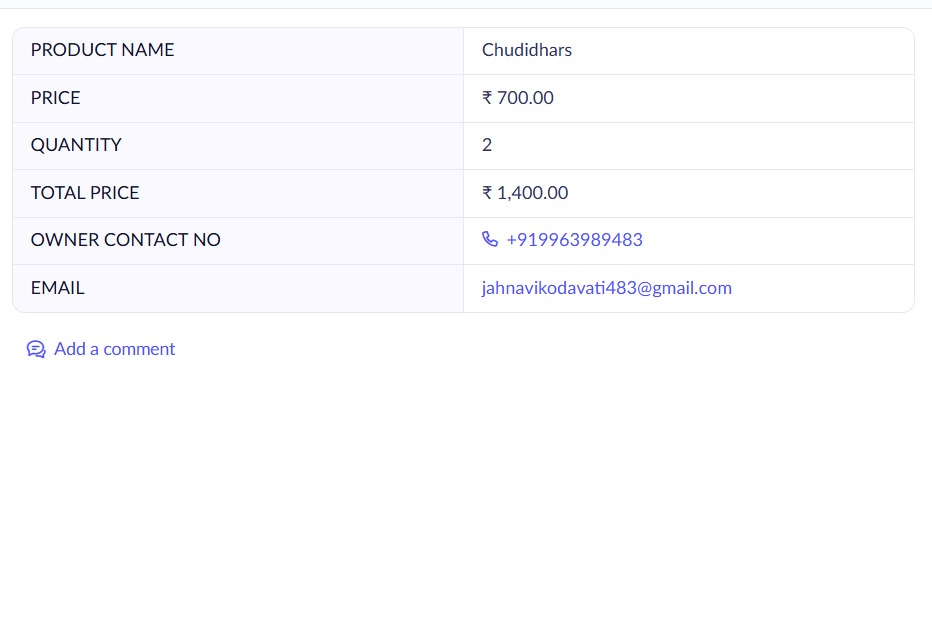 PRODUCT NAME Chudidhars
PRICE ₹ 700.00
QUANTITY 2
TOTAL PRICE ₹ 1,400.00
OWNER CONTACT NO +919963989483
EMAIL jahnavikodavati483@gmail.com
Add a comment